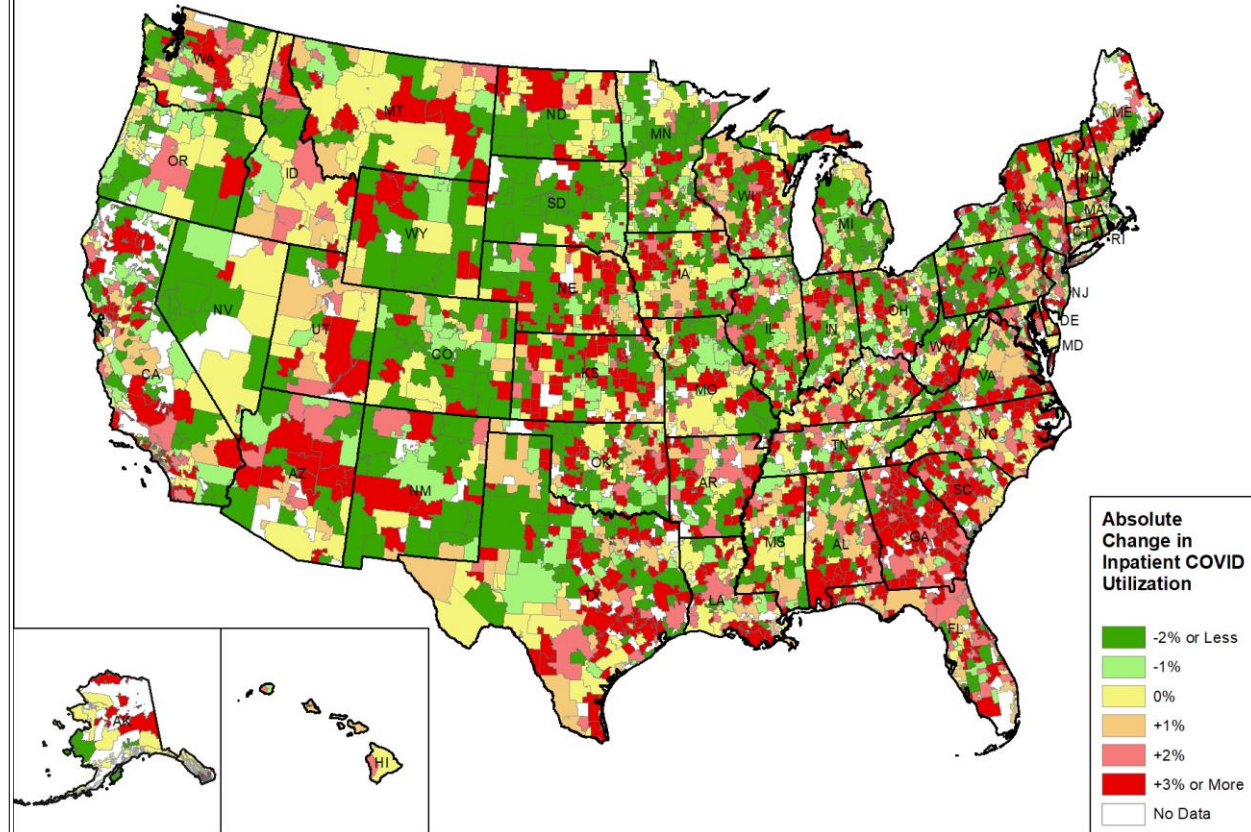 WA
MT
ND
MN
ME
OR
ID
SD
WI
VT
NH
WY
MI
NY
MA
CT
RI
IA
NE
PA
NV
UT
IL
IN
OH
NJ
CO
DE
CA
KS
MO
WV
MD
VA
KY
AZ
NM
OK
TN
NC
AR
SC
MS
AL
GA
TX
LA
FL
AK
HI
Absolute
Change in
Inpatient COVID
Utilization
-2% or Less
-1%
0%
+1%
+2%
+3% or More
No Data